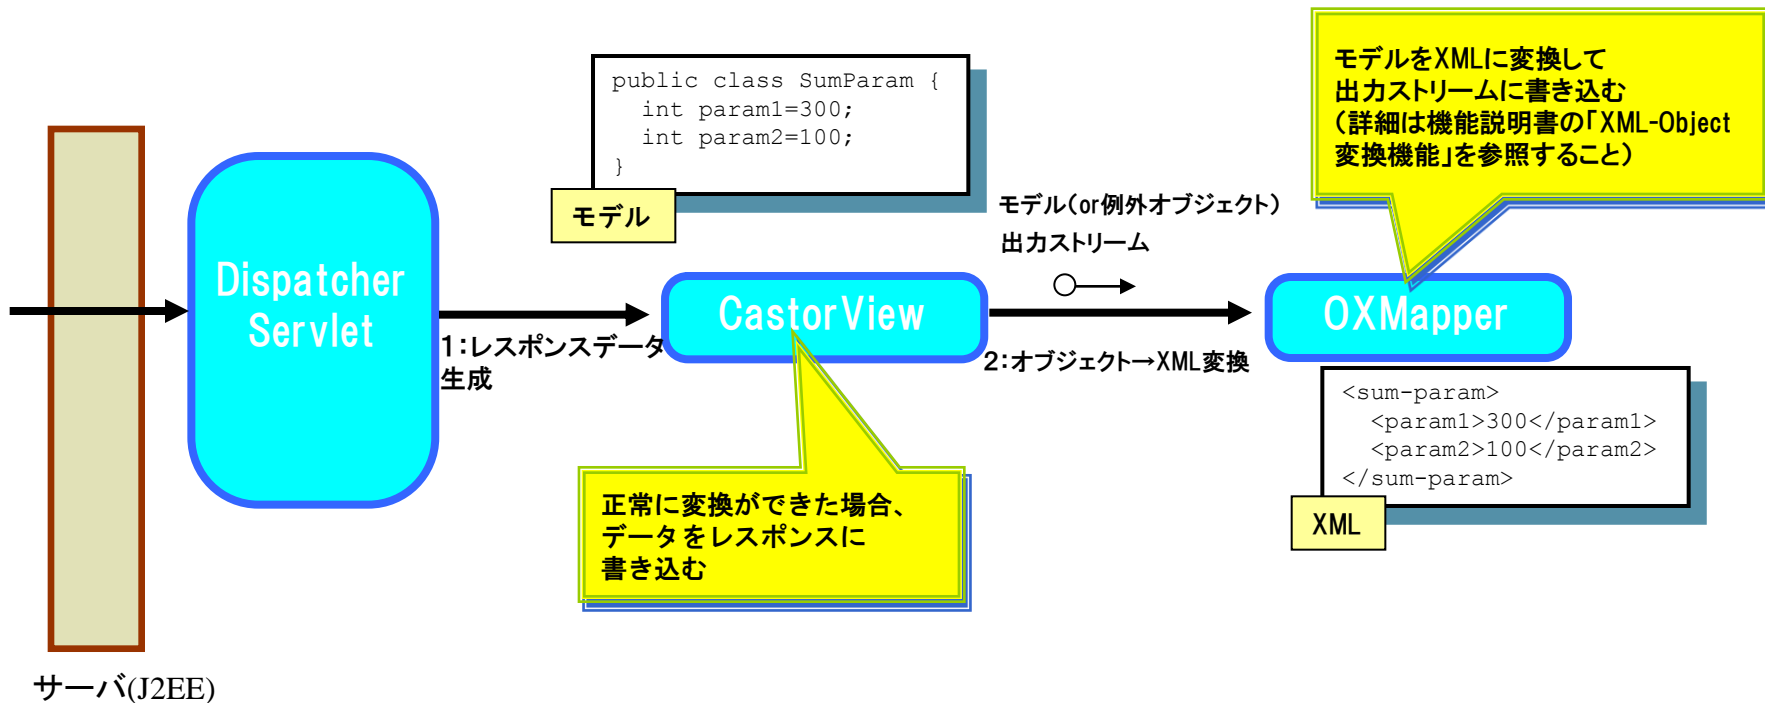 public class SumParam {
int param1=300;
int param2=100;
}
モデル
モデルをXMLに変換して
出力ストリームに書き込む
（詳細は機能説明書の「XML-Object
変換機能」を参照すること）
モデル（or例外オブジェクト）
出力ストリーム
Dispatcher
Servlet
1：レスポンスデータ
生成
CastorView
2：オブジェクト→XML変換
OXMapper
<sum-param>
<param1>300</param1>
<param2>100</param2>
</sum-param>
XML
正常に変換ができた場合、
データをレスポンスに
書き込む
サーバ(J2EE)